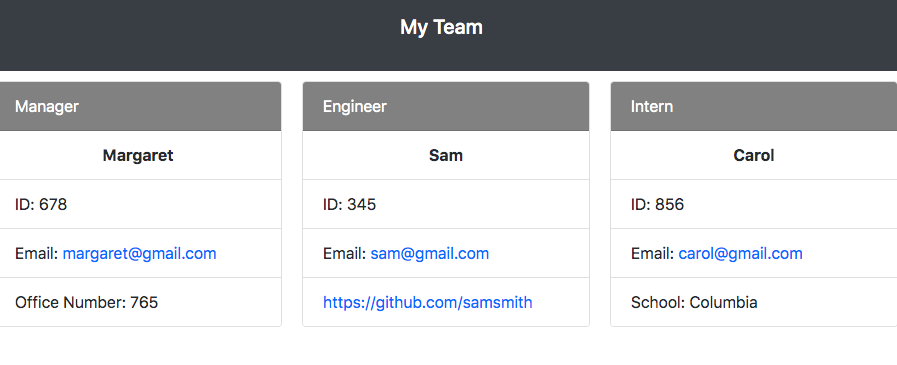 My Team
Manager
Margaret
ID: 678
Email: margaret@gmail.com
Office Number: 765
Engineer
Sam
ID: 345
Email: sam@gmail.com
https://github.com/samsmith
Intern
Carol
ID: 856
Email: carol@gmail.com
School: Columbia